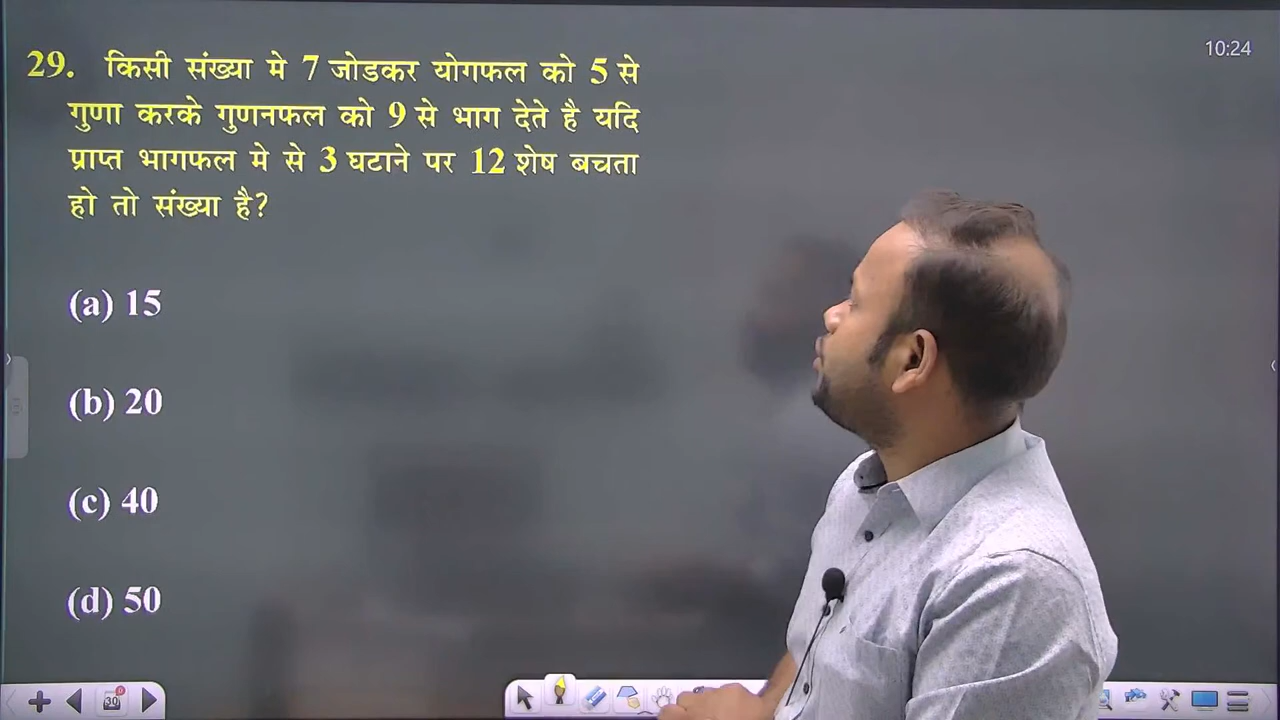 10:24
29. किसी संख्या मे 7 जोडकर योगफल को 5 से
गुणा करके गुणनफल को 9 से भाग देते है यदि
प्राप्त भागफल मे से 3 घटाने पर 12 शेष बचता
हो तो संख्या है?
(a) 15
(b) 20
(c) 40
(d) 50
30